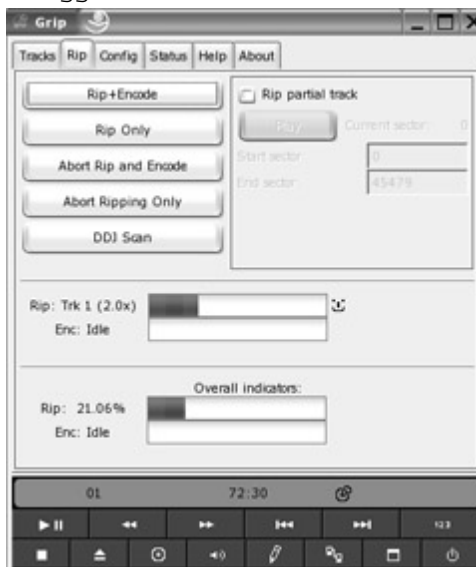 Grip
Tracks Rip Config Status Help About
Rip+Encode
Rip Only
Abort Rip and Encode
Abort Ripping Only
DDJ Scan
Rip partial track
Play
Current sector: 0
Start sector 0
End sector 45479
Rip: Trk 1 (2.0x)
Enc: Idle
Overall indicators:
Rip: 21.06%
Enc: Idle
01 72:30
123